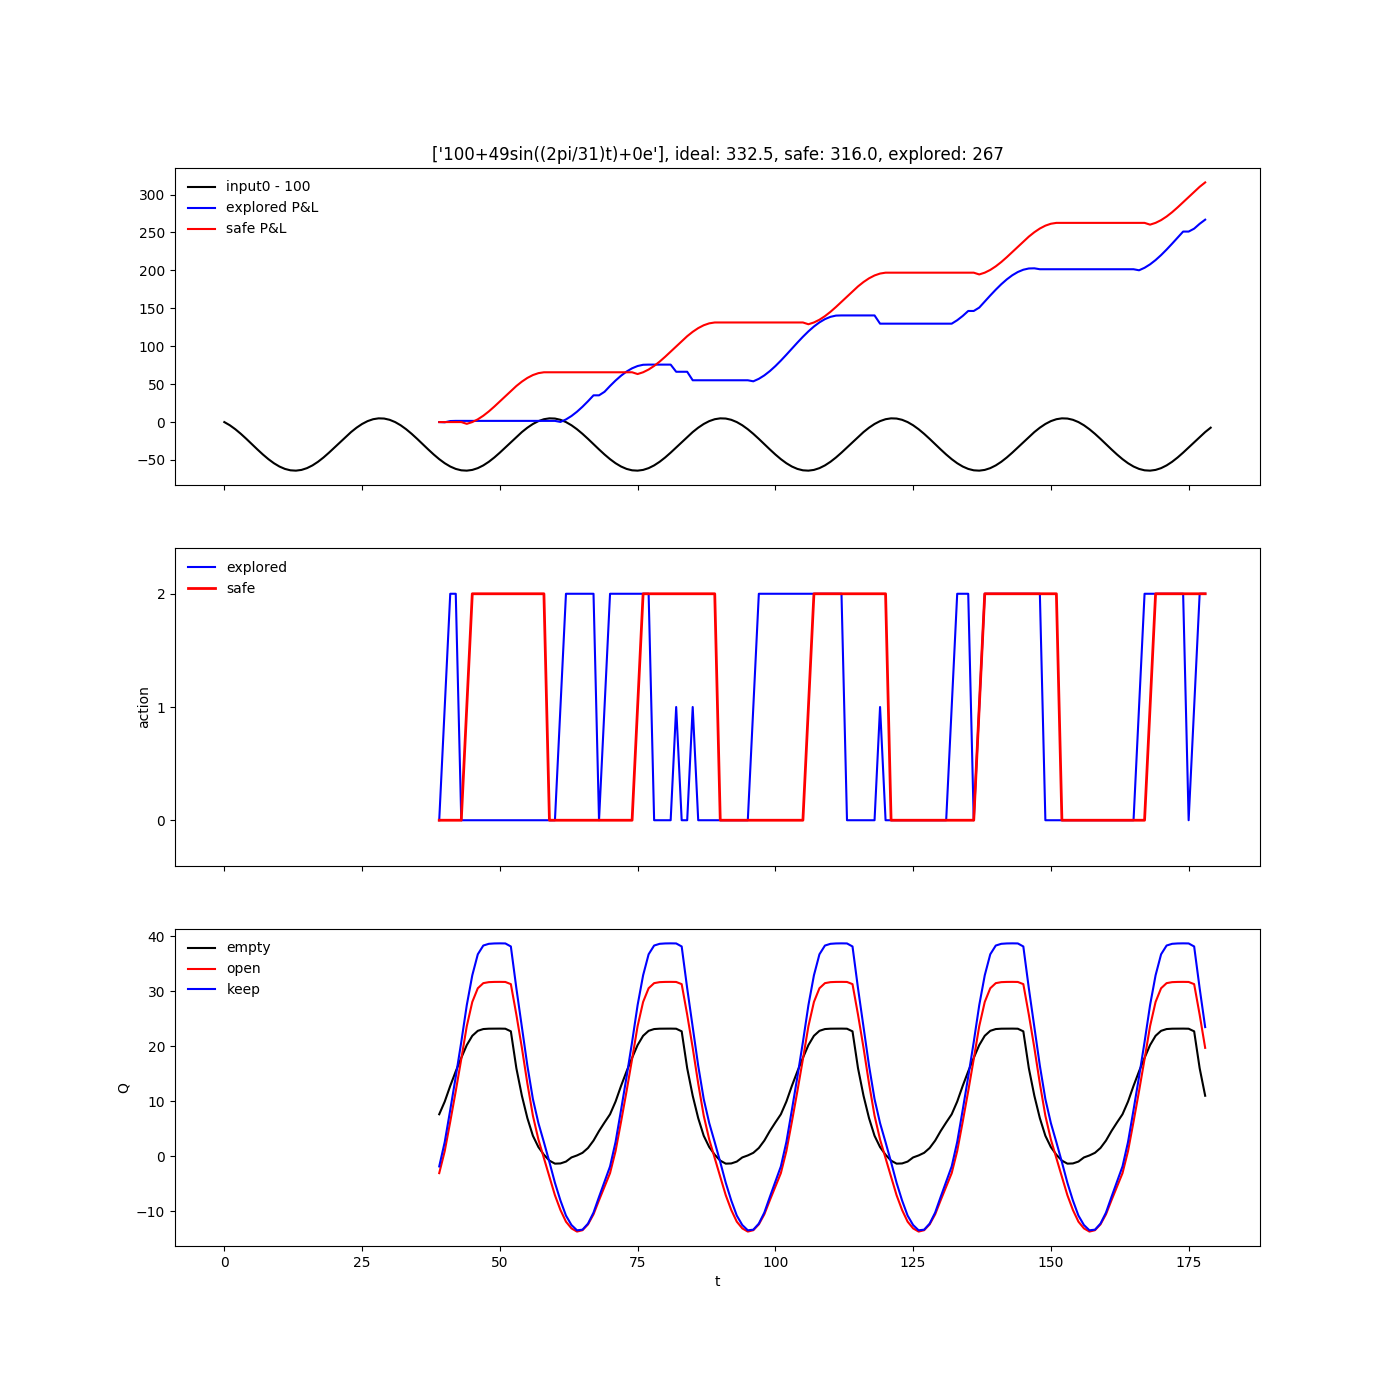 ['100+49sin((2pi/31)t)+0e'], ideal: 332.5, safe: 316.0, explored: 267
input0 - 100
explored P&L
safe P&L
300
250
200
150
100
50
0
−50
explored
safe
2
1
0
action
empty
open
keep
40
30
20
10
0
−10
Q
0 25 50 75 100 125 150 175
t